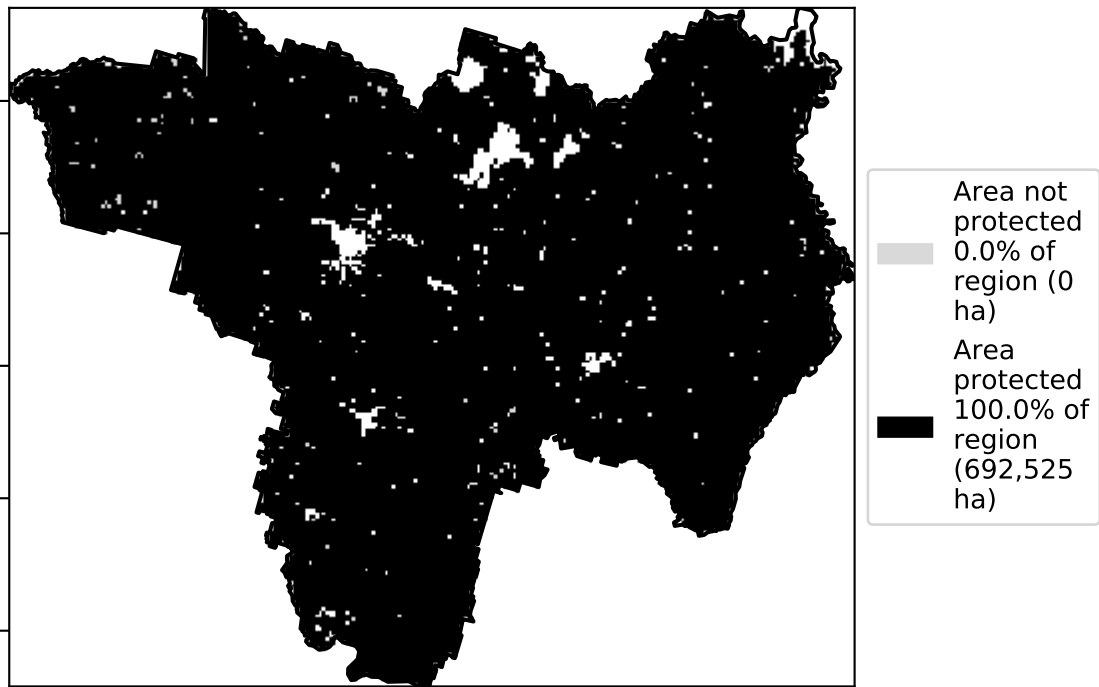 Area not
protected
0.0% of
region (0
ha)
Area
protected
100.0% of
region
(692,525
ha)